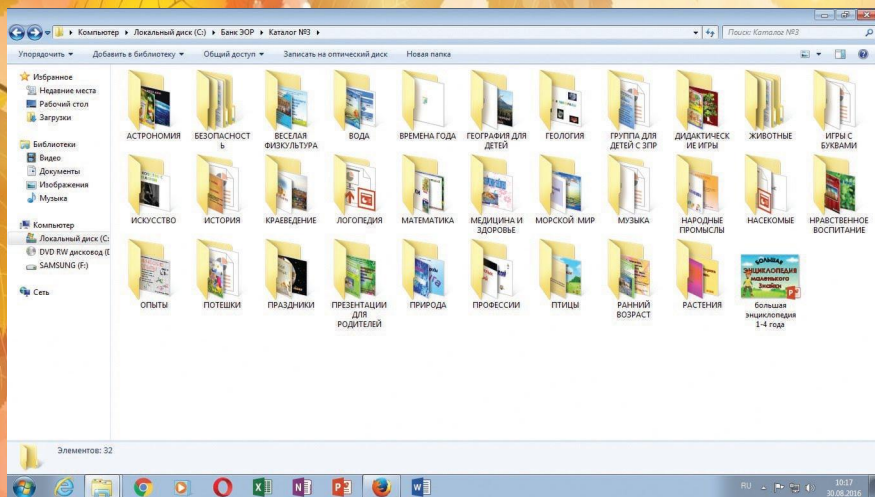 Компьютер ▸ Локальный диск (C:) ▸ Банк ЭОР ▸ Каталог №3 ▸
Поиск: Каталог №3
Упорядочить Добавить в библиотеку Общий доступ Записать на оптический диск Новая папка
Избранное
Недавние места
Рабочий стол
Загрузки
Библиотеки
Видео
Документы
Изображения
Музыка
Компьютер
Локальный диск (C:
DVD RW дисковод (
SAMSUNG (F:)
Сеть
АСТРОНОМИЯ
БЕЗОПАСНОСТ
Ь
ВЕСЕЛАЯ
ФИЗКУЛЬТУРА
ВОДА
ВРЕМЕНА ГОДА
ГЕОГРАФИЯ ДЛЯ
ДЕТЕЙ
ГЕОЛОГИЯ
ГРУППА ДЛЯ
ДЕТЕЙ С ЗПР
ДИДАКТИЧЕСК
ИЕ ИГРЫ
ЖИВОТНЫЕ
ИГРЫ С
БУКВАМИ
ИСКУССТВО
ИСТОРИЯ
КРАЕВЕДЕНИЕ
ЛОГОПЕДИЯ
МАТЕМАТИКА
МЕДИЦИНА И
ЗДОРОВЬЕ
МОРСКОЙ МИР
МУЗЫКА
НАРОДНЫЕ
ПРОМЫСЛЫ
НАСЕКОМЫЕ
НРАВСТВЕННОЕ
ВОСПИТАНИЕ
ОПЫТЫ
ПОТЕШКИ
ПРАЗДНИКИ
ПРЕЗЕНТАЦИИ
ДЛЯ
РОДИТЕЛЕЙ
ПРИРОДА
ПРОФЕССИИ
ПТИЦЫ
РАННИЙ
ВОЗРАСТ
РАСТЕНИЯ
БОЛЬШАЯ
ЭНЦИКЛОПЕДИЯ
маленького
Знайки
большая
энциклопедия
1-4 года
Элементов: 32
RU
10:17
30.08.2016